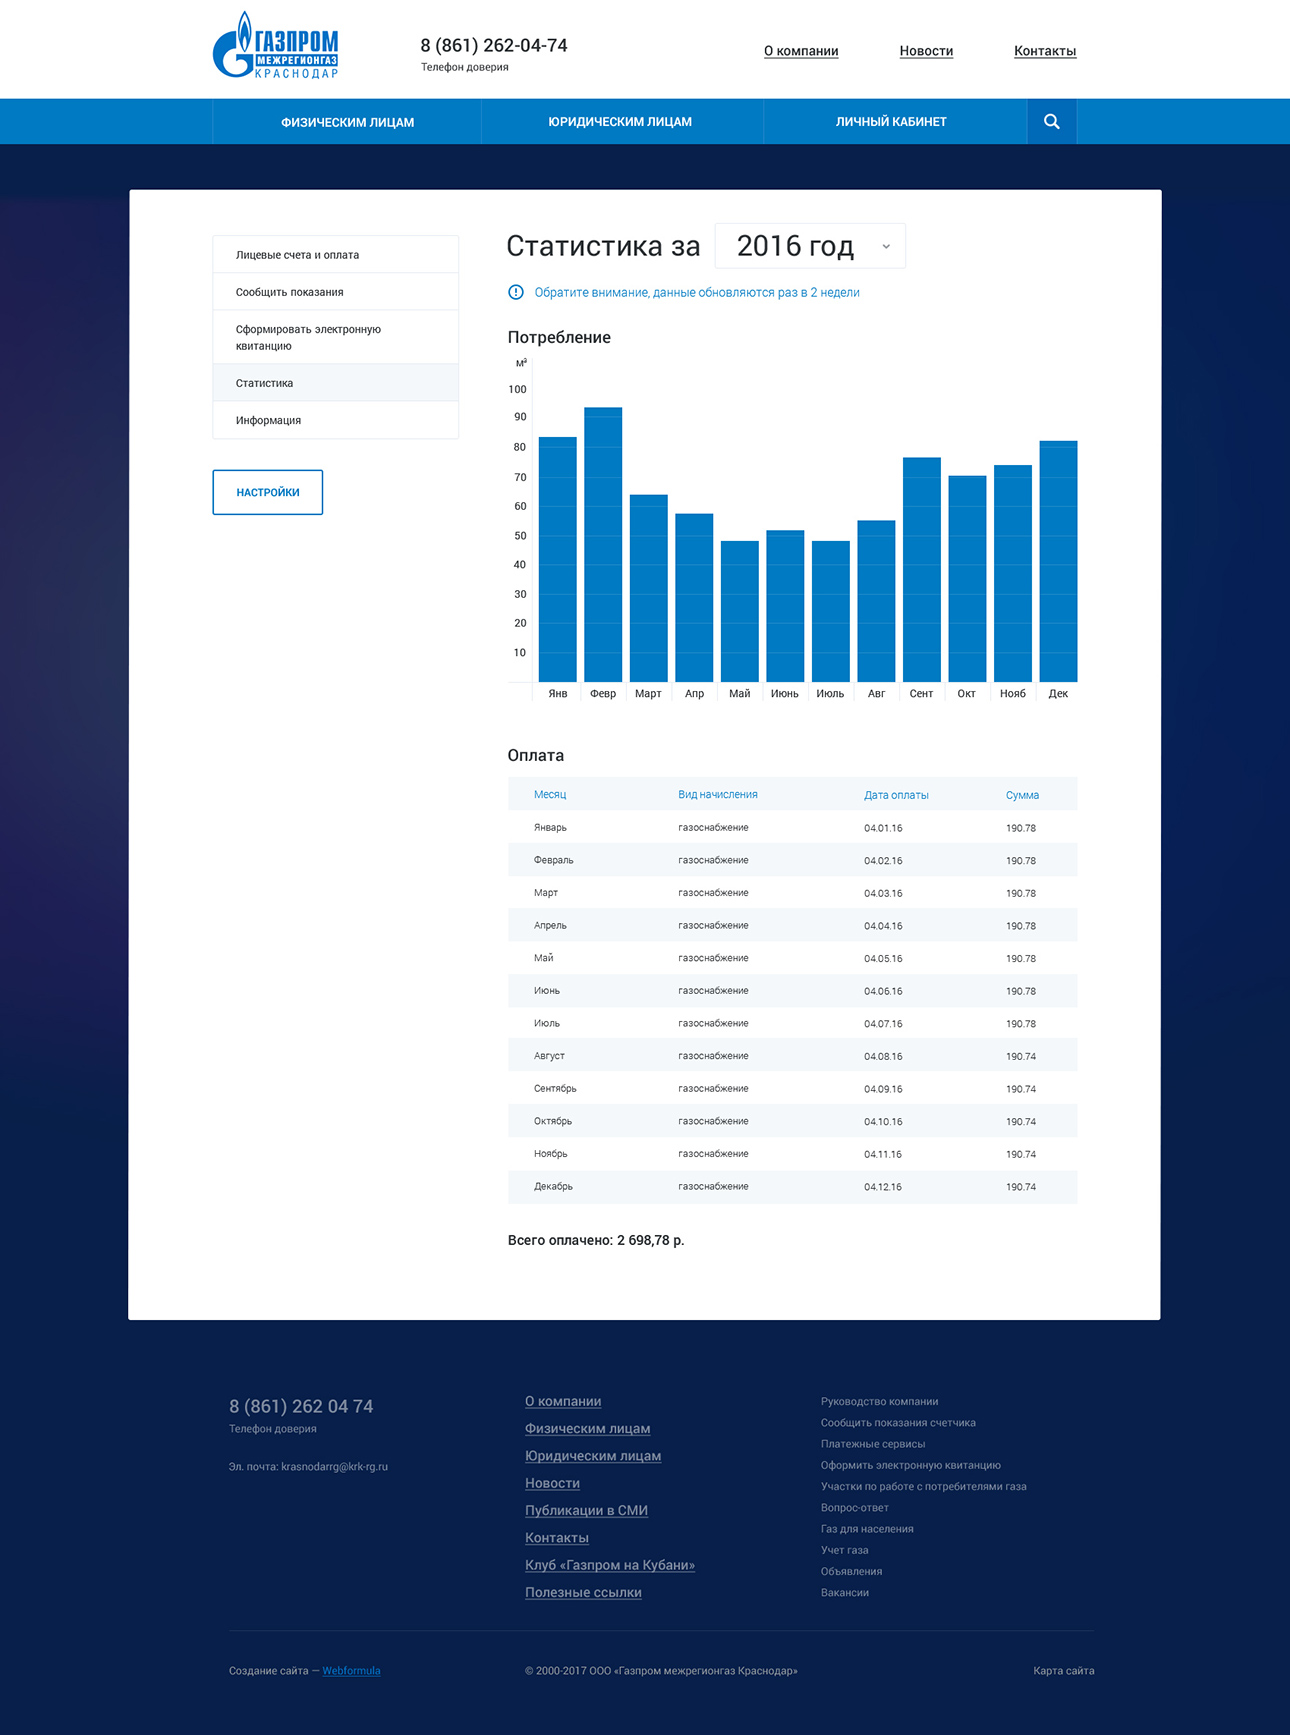 ГАЗПРОМ
МЕЖРЕГИОНГАЗ
КРАСНОДАР
8 (861) 262-04-74
Телефон доверия
О компании
Новости
Контакты
ФИЗИЧЕСКИМ ЛИЦАМ
ЮРИДИЧЕСКИМ ЛИЦАМ
ЛИЧНЫЙ КАБИНЕТ
Лицевые счета и оплата
Сообщить показания
Сформировать электронную
квитанцию
Статистика
Информация
НАСТРОЙКИ
Статистика за 2016 год
Обратите внимание, данные обновляются раз в 2 недели
Потребление
м³
100
90
80
70
60
50
40
30
20
10
Янв Февр Март Апр Май Июнь Июль Авг Сент Окт Нояб Дек
Оплата
Месяц Вид начисления Дата оплаты Сумма
Январь газоснабжение 04.01.16 190.78
Февраль газоснабжение 04.02.16 190.78
Март газоснабжение 04.03.16 190.78
Апрель газоснабжение 04.04.16 190.78
Май газоснабжение 04.05.16 190.78
Июнь газоснабжение 04.06.16 190.78
Июль газоснабжение 04.07.16 190.78
Август газоснабжение 04.08.16 190.74
Сентябрь газоснабжение 04.09.16 190.74
Октябрь газоснабжение 04.10.16 190.74
Ноябрь газоснабжение 04.11.16 190.74
Декабрь газоснабжение 04.12.16 190.74
Всего оплачено: 2 698,78 р.
8 (861) 262 04 74
Телефон доверия
Эл. почта: krasnodarrg@krk-rg.ru
О компании
Физическим лицам
Юридическим лицам
Новости
Публикации в СМИ
Контакты
Клуб «Газпром на Кубани»
Полезные ссылки
Руководство компании
Сообщить показания счетчика
Платежные сервисы
Оформить электронную квитанцию
Участки по работе с потребителями газа
Вопрос-ответ
Газ для населения
Учет газа
Объявления
Вакансии
Создание сайта — Webformula
© 2000-2017 ООО «Газпром межрегионгаз Краснодар»
Карта сайта